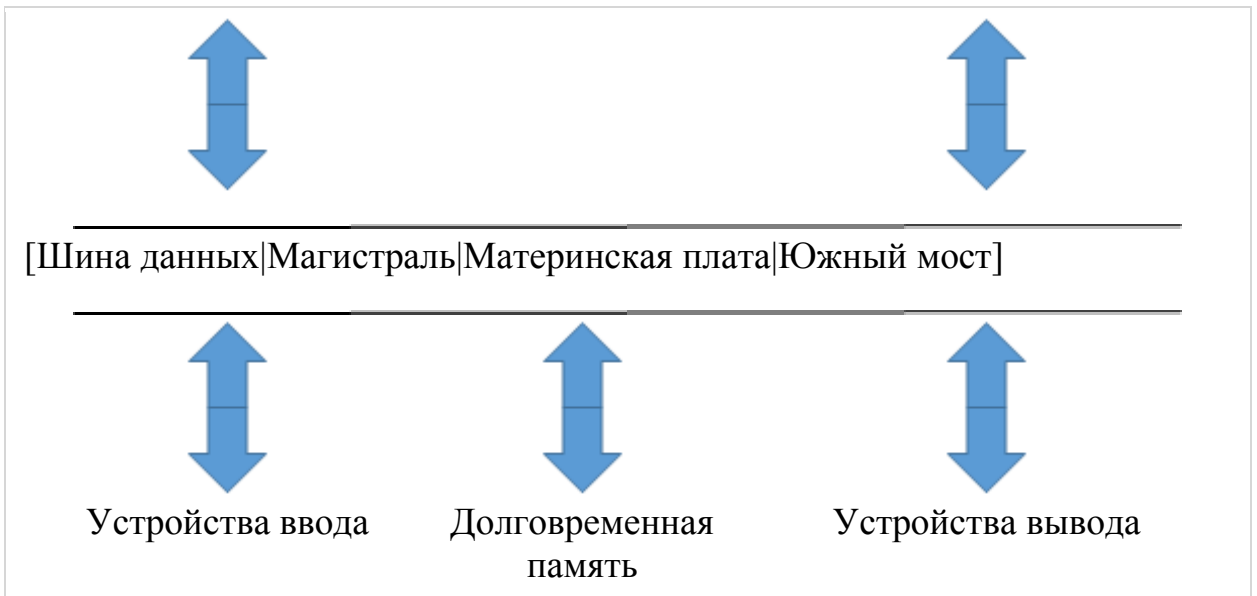 [Шина данных|Магистраль|Материнская плата|Южный мост]
Устройства ввода
Долговременная
память
Устройства вывода